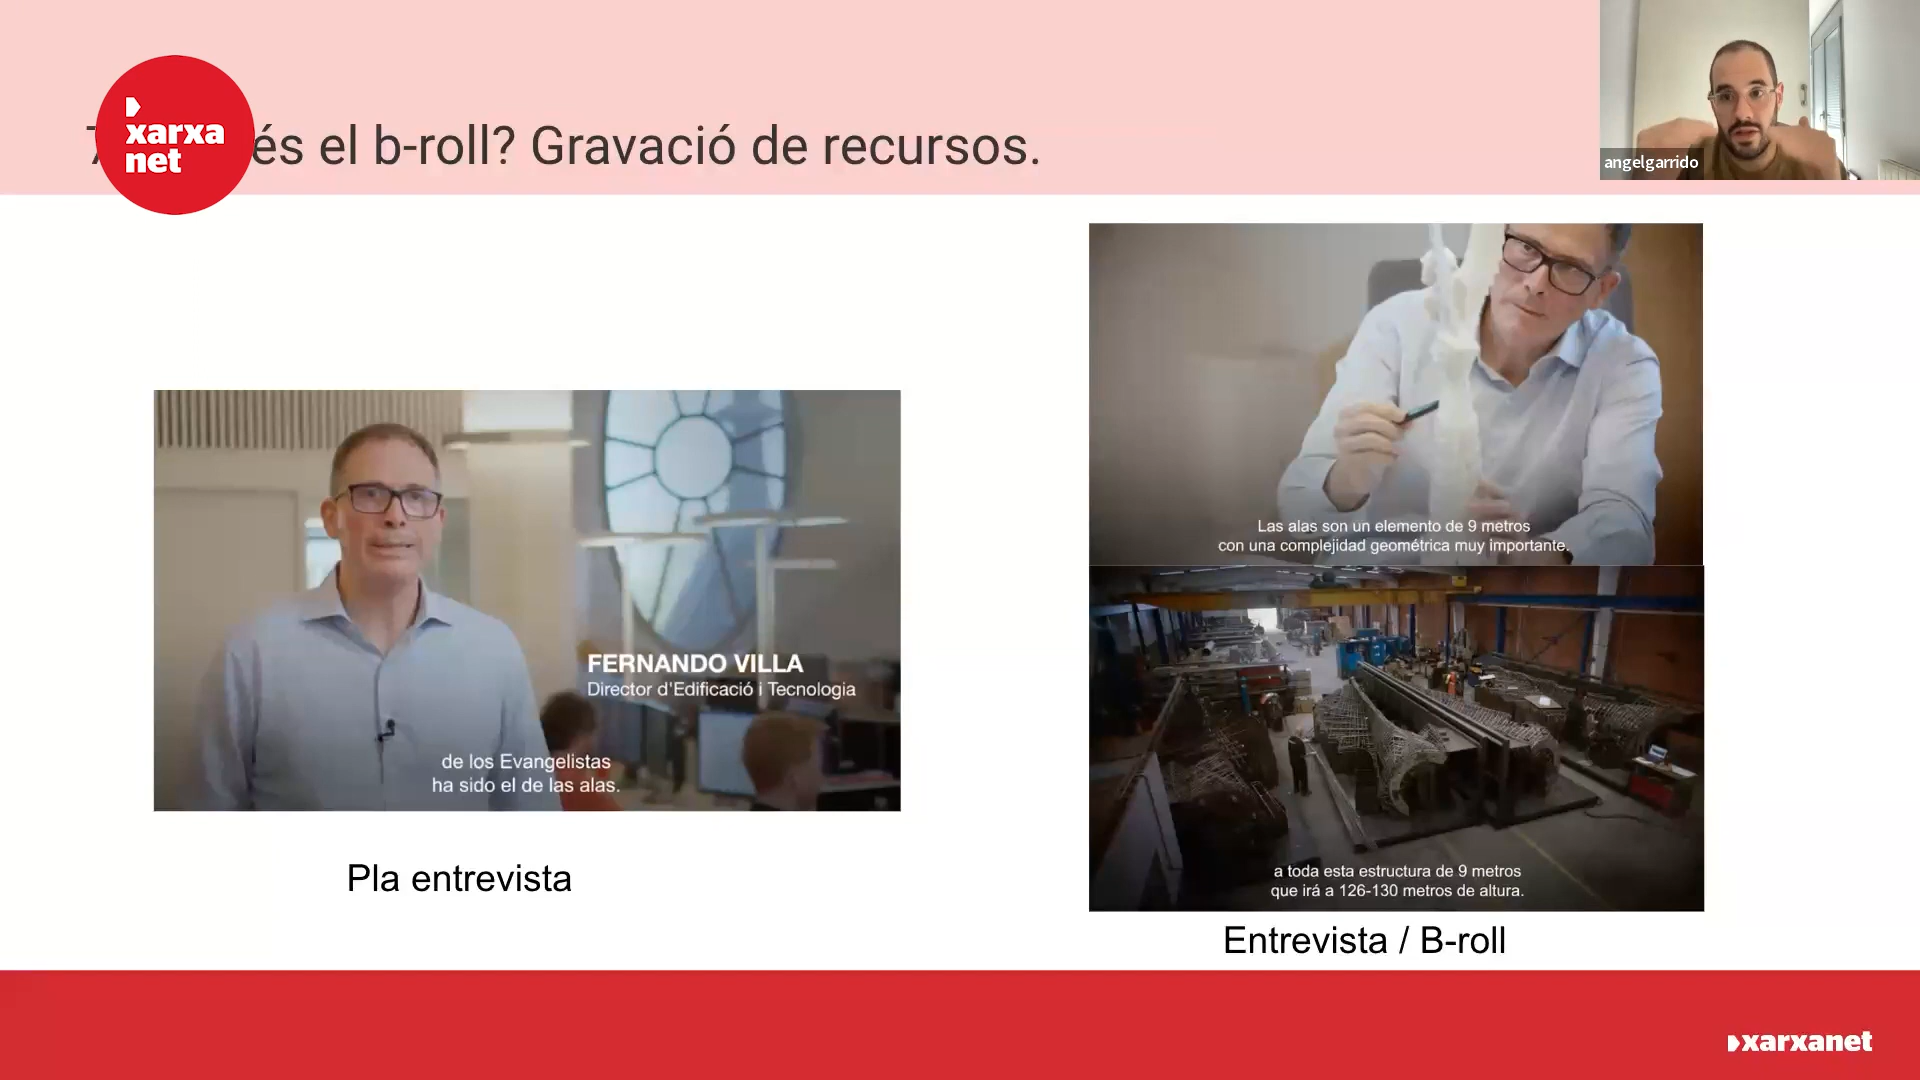 xarxa
net
és el b-roll? Gravació de recursos.
angelgarrido
FERNANDO VILLA
Director d'Edificació i Tecnologia
de los Evangelistas
ha sido el de las alas.
Pla entrevista
Las alas son un elemento de 9 metros
con una complejidad geométrica muy importante.
a toda esta estructura de 9 metros
que irá a 126-130 metros de altura.
Entrevista / B-roll
xarxanet